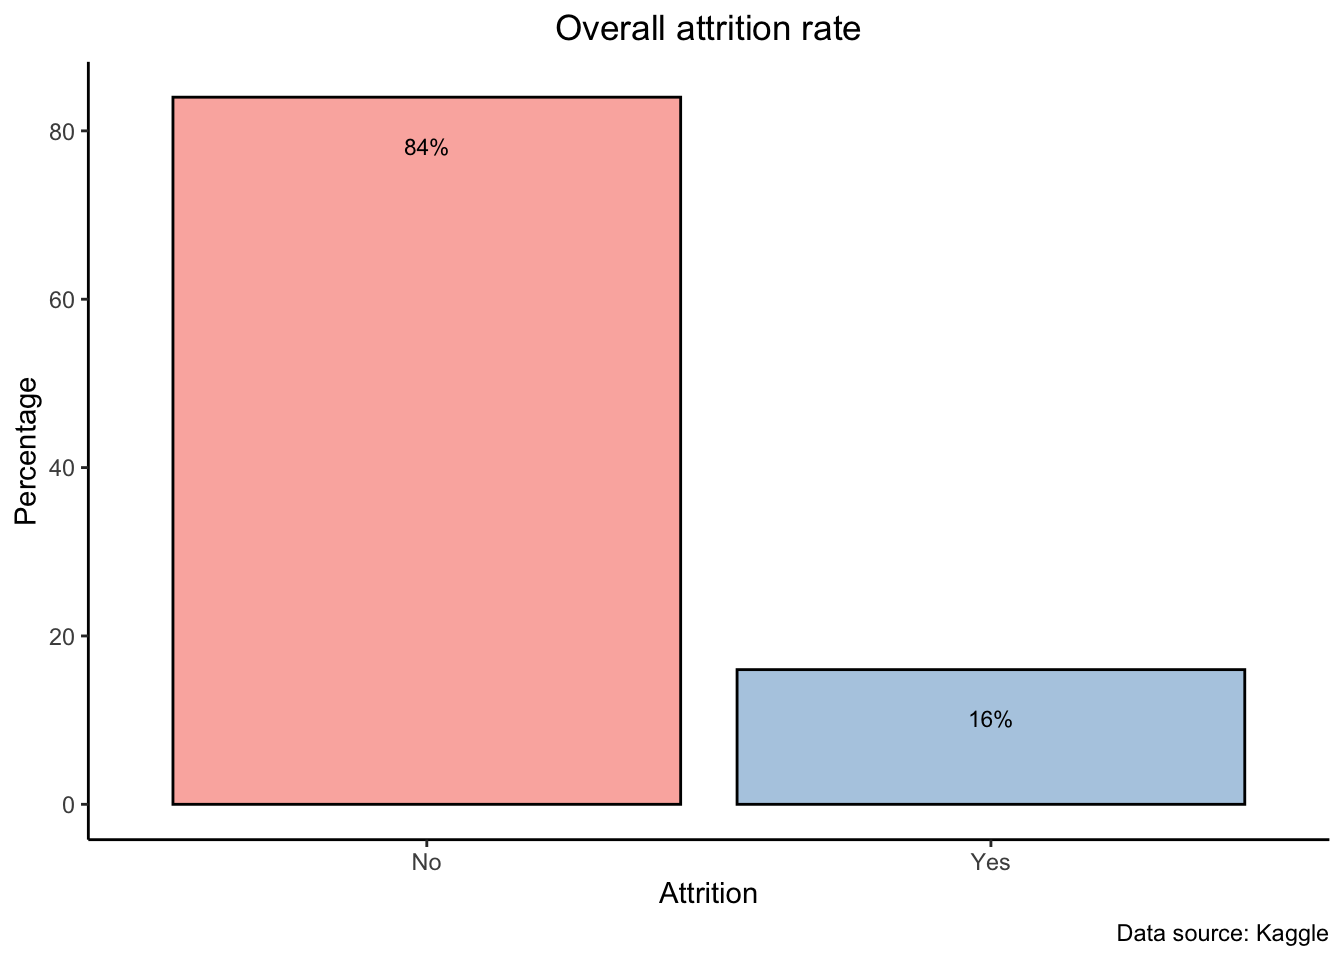 Overall attrition rate
Percentage
80
60
40
20
0
84%
16%
No
Yes
Attrition
Data source: Kaggle